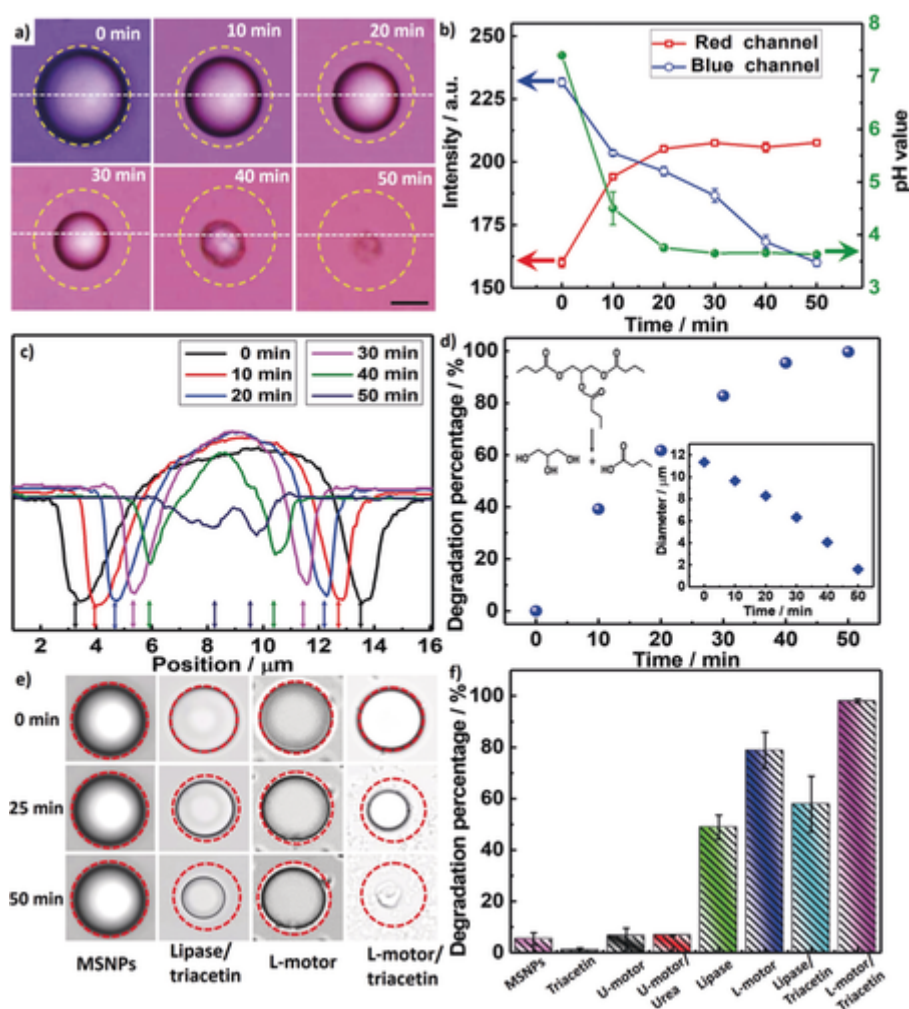 a)
0 min
10 min
20 min
30 min
40 min
50 min
b)
Red channel
Blue channel
Intensity / a.u.
250
225
200
175
150
pH value
8
7
6
5
4
3
0 10 20 30 40 50
Time / min
c)
0 min
10 min
20 min
30 min
40 min
50 min
2 4 6 8 10 12 14 16
Position / μm
d)
Degradation percentage / %
100
80
60
40
20
0
O
O
O
O
O
O
HO
OH
OH
+
HO
O
Diameter / μm
12
10
8
6
4
2
0
0 10 20 30 40 50
Time / min
0 10 20 30 40 50
Time / min
e)
0 min
25 min
50 min
MSNPs
Lipase/
triacetin
L-motor
L-motor/
triacetin
f)
Degradation percentage / %
100
80
60
40
20
0
MSNPs
Triacetin
U-motor
U-motor/
Urea
Lipase
L-motor
Lipase/
Triacetin
L-motor/
Triacetin